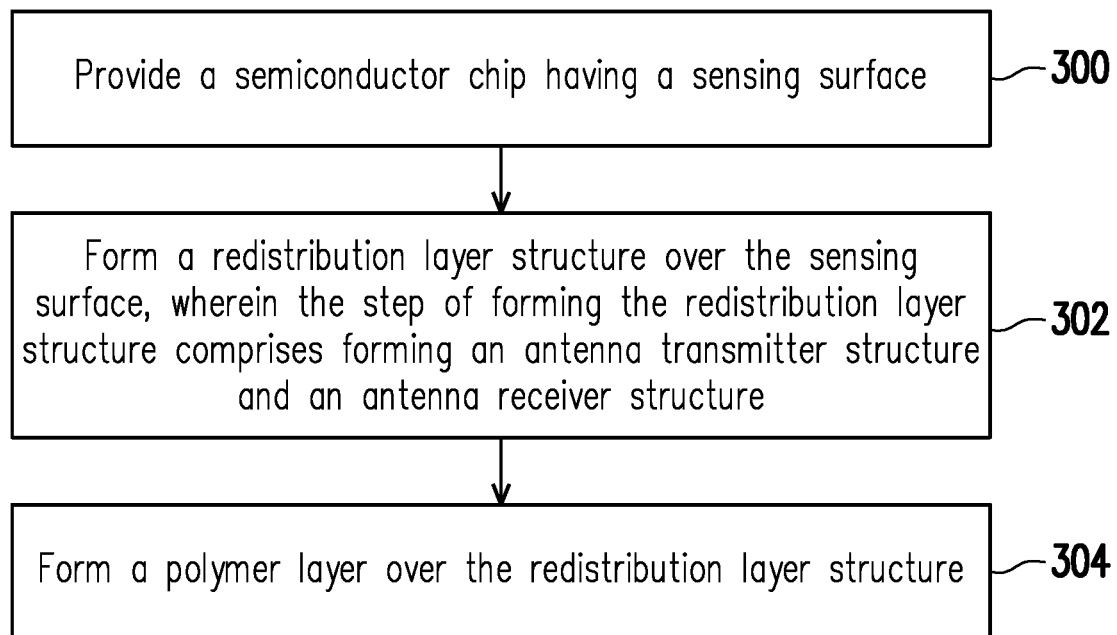 Provide a semiconductor chip having a sensing surface
300
Form a redistribution layer structure over the sensing
surface, wherein the step of forming the redistribution layer
structure comprises forming an antenna transmitter structure
and an antenna receiver structure
302
Form a polymer layer over the redistribution layer structure
304